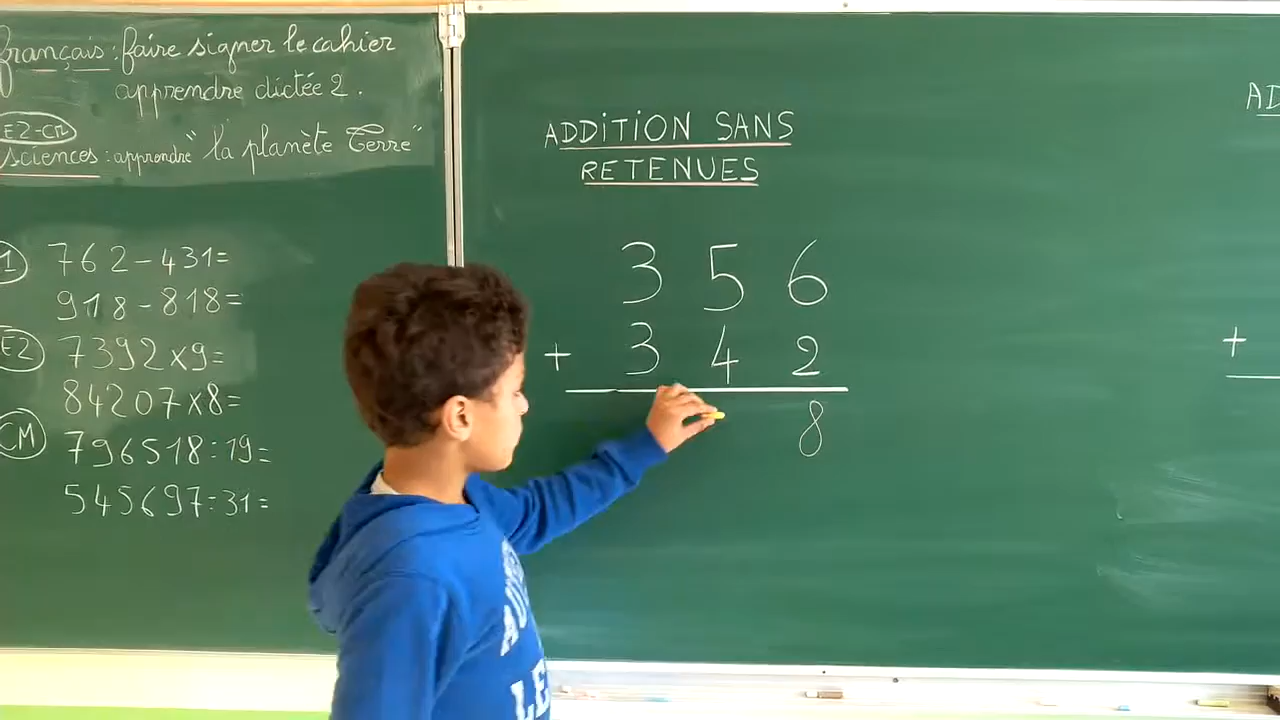 français : faire signer le cahier
apprendre dictée 2.
E2-CM
sciences : apprendre "la planète Terre"
1 762-431=
918-818=
E2 7392x9=
84207x8=
CM 796518:19=
545697:31=
ADDITION SANS
RETENUES
3 5 6
+ 3 4 2
8
AD
+
LE